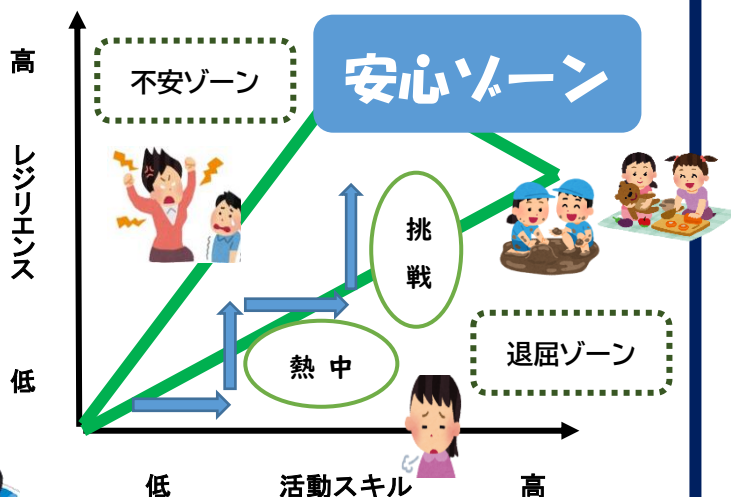 高
不安ゾーン
安心ゾーン
レジリエンス
挑
戦
熱 中
退屈ゾーン
低
低
活動スキル
高